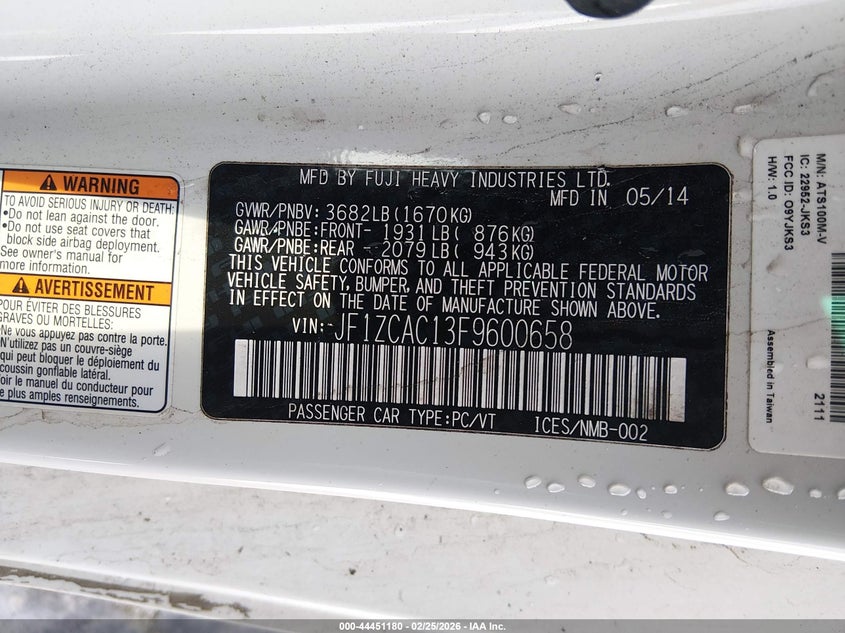 WARNING
TO AVOID SERIOUS INJURY OR DEATH:
•Do not lean against the door.
•Do not use seat covers that
block side airbag deployment.
•See owner's manual for
more information.
AVERTISSEMENT
POUR ÉVITER DES BLESSURES
GRAVES OU LA MORT:
•Ne vous appuyez pas contre la porte.
•N'utilisez pas de couvre-siège
qui peut bloquer le déploiement du
coussin gonflable latéral.
•Voir le manuel du conducteur pour
de plus amples renseignements.
MFD BY FUJI HEAVY INDUSTRIES LTD.
MFD IN 05/14
GVWR/PNBV: 3682LB(1670KG)
GAWR/PNBE:FRONT- 1931LB( 876KG)
GAWR/PNBE:REAR - 2079LB( 943KG)
THIS VEHICLE CONFORMS TO ALL APPLICABLE FEDERAL MOTOR
VEHICLE SAFETY, BUMPER, AND THEFT PREVENTION STANDARDS
IN EFFECT ON THE DATE OF MANUFACTURE SHOWN ABOVE.
VIN:-JF1ZCAC13F9600658
PASSENGER CAR TYPE:PC/VT ICES/NMB-002
M/N: ATS100M-V
IC: 22952-JKS3
FCC ID: O9YJKS3
H/W: 1.0
2111
Assembled in Taiwan
000-44451180 - 02/25/2026 - IAA Inc.